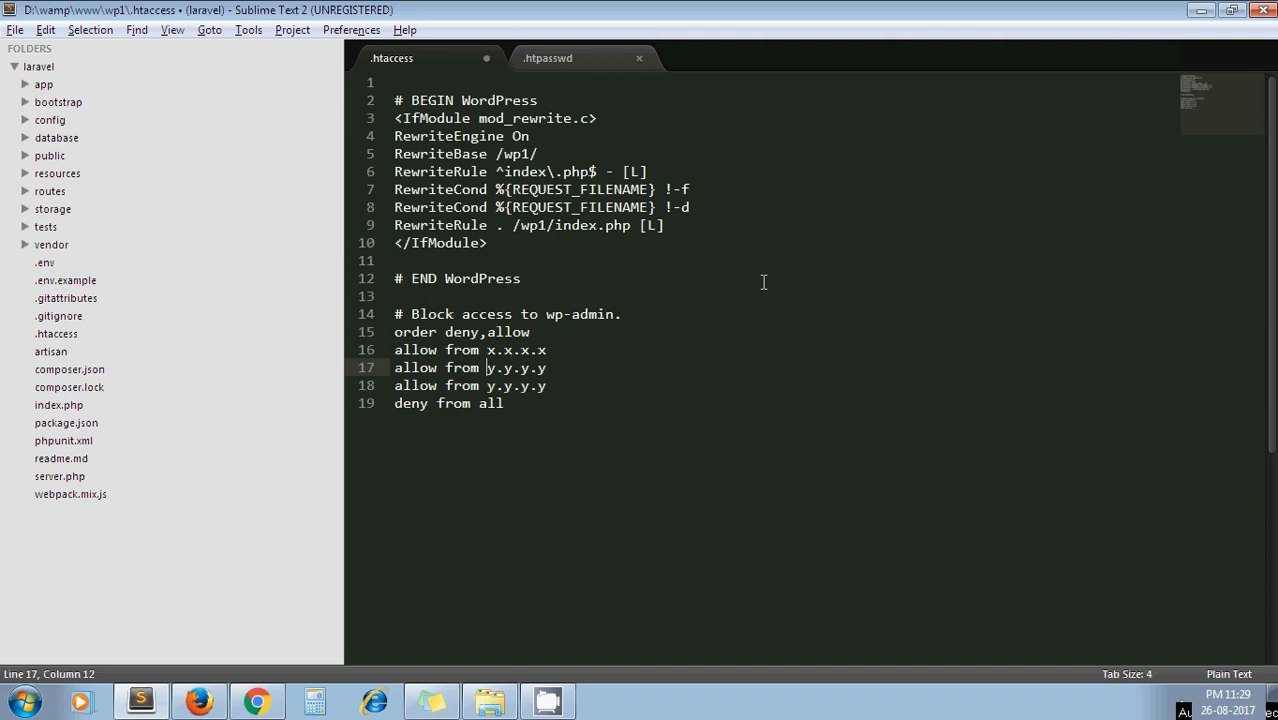 D:\wamp\www\wp1\.htaccess • (laravel) - Sublime Text 2 (UNREGISTERED)
File Edit Selection Find View Goto Tools Project Preferences Help
FOLDERS
laravel
app
bootstrap
config
database
public
resources
routes
storage
tests
vendor
.env
.env.example
.gitattributes
.gitignore
.htaccess
artisan
composer.json
composer.lock
index.php
package.json
phpunit.xml
readme.md
server.php
webpack.mix.js
.htaccess .htpasswd
1
2 # BEGIN WordPress
3 <IfModule mod_rewrite.c>
4 RewriteEngine On
5 RewriteBase /wp1/
6 RewriteRule ^index\.php$ - [L]
7 RewriteCond %{REQUEST_FILENAME} !-f
8 RewriteCond %{REQUEST_FILENAME} !-d
9 RewriteRule . /wp1/index.php [L]
10 </IfModule>
11
12 # END WordPress
13
14 # Block access to wp-admin.
15 order deny,allow
16 allow from x.x.x.x
17 allow from y.y.y.y
18 allow from y.y.y.y
19 deny from all
Line 17, Column 12 Tab Size: 4 Plain Text
PM 11:29
26-08-2017